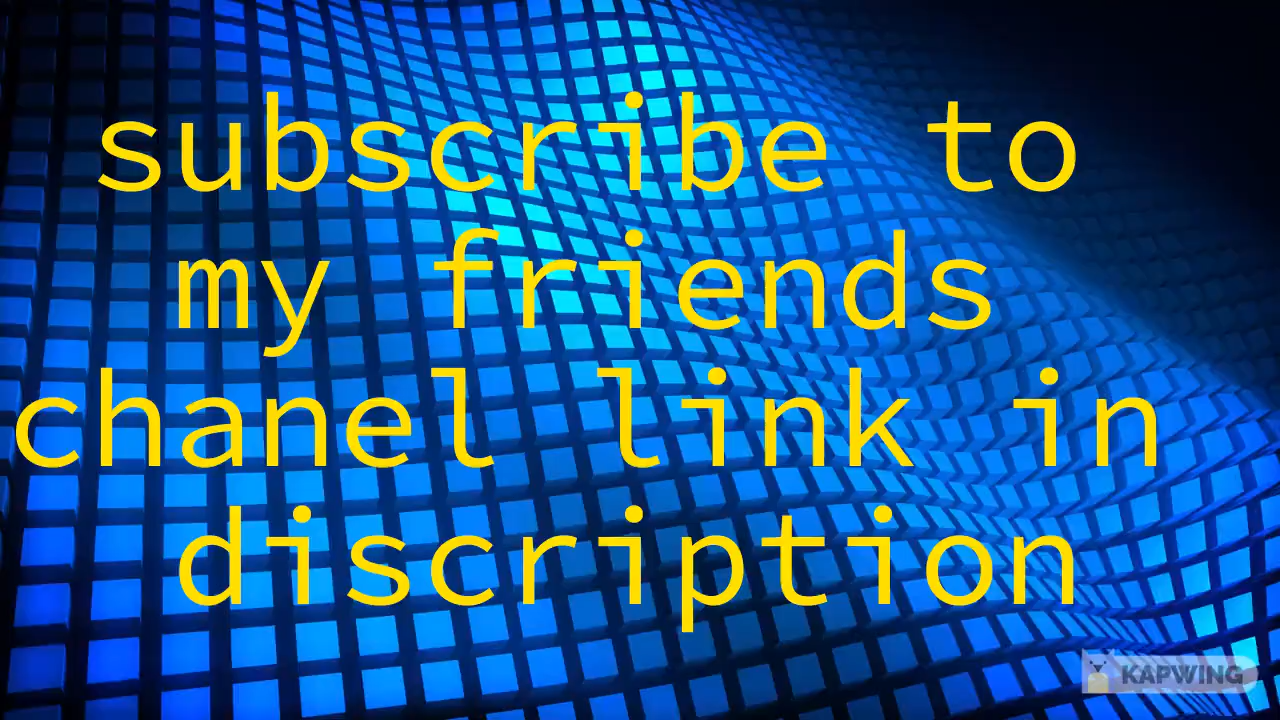 subscribe to
my friends
chanel link in
discription
KAPWING